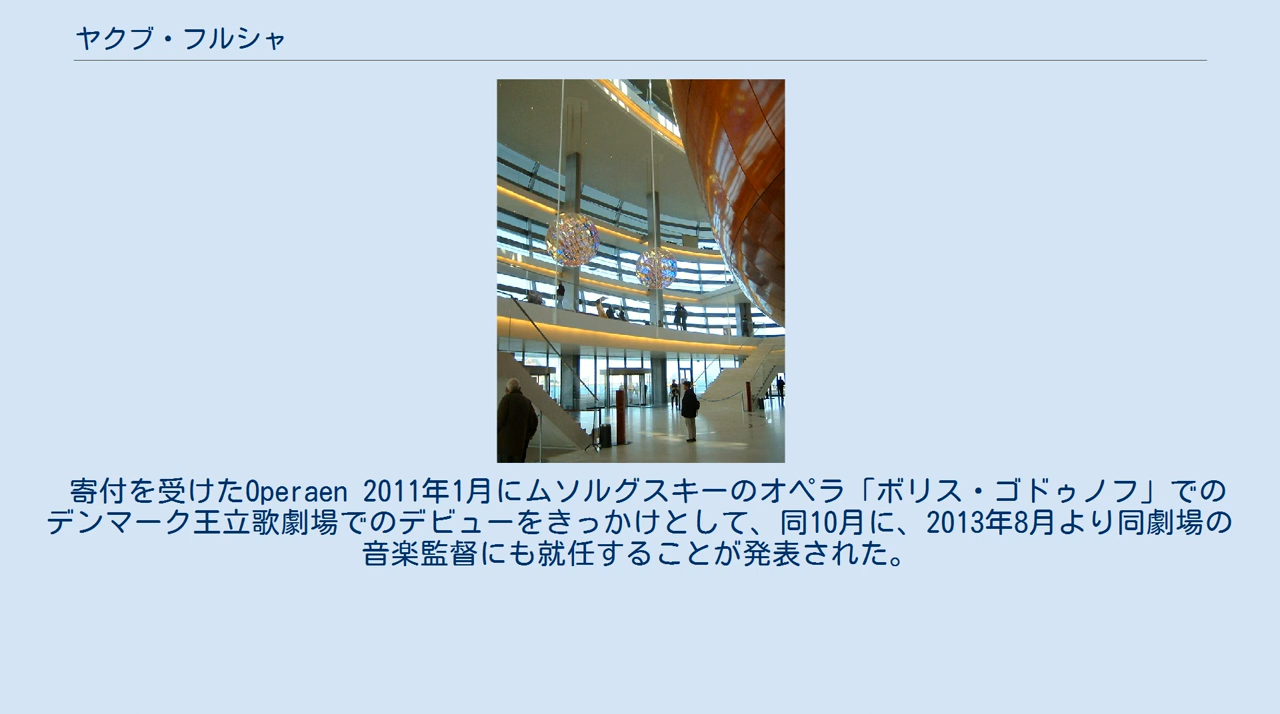 ヤクブ・フルシャ
寄付を受けたOperaen 2011年1月にムソルグスキーのオペラ「ボリス・ゴドゥノフ」での
デンマーク王立歌劇場でのデビューをきっかけとして、同10月に、2013年8月より同劇場の
音楽監督にも就任することが発表された。